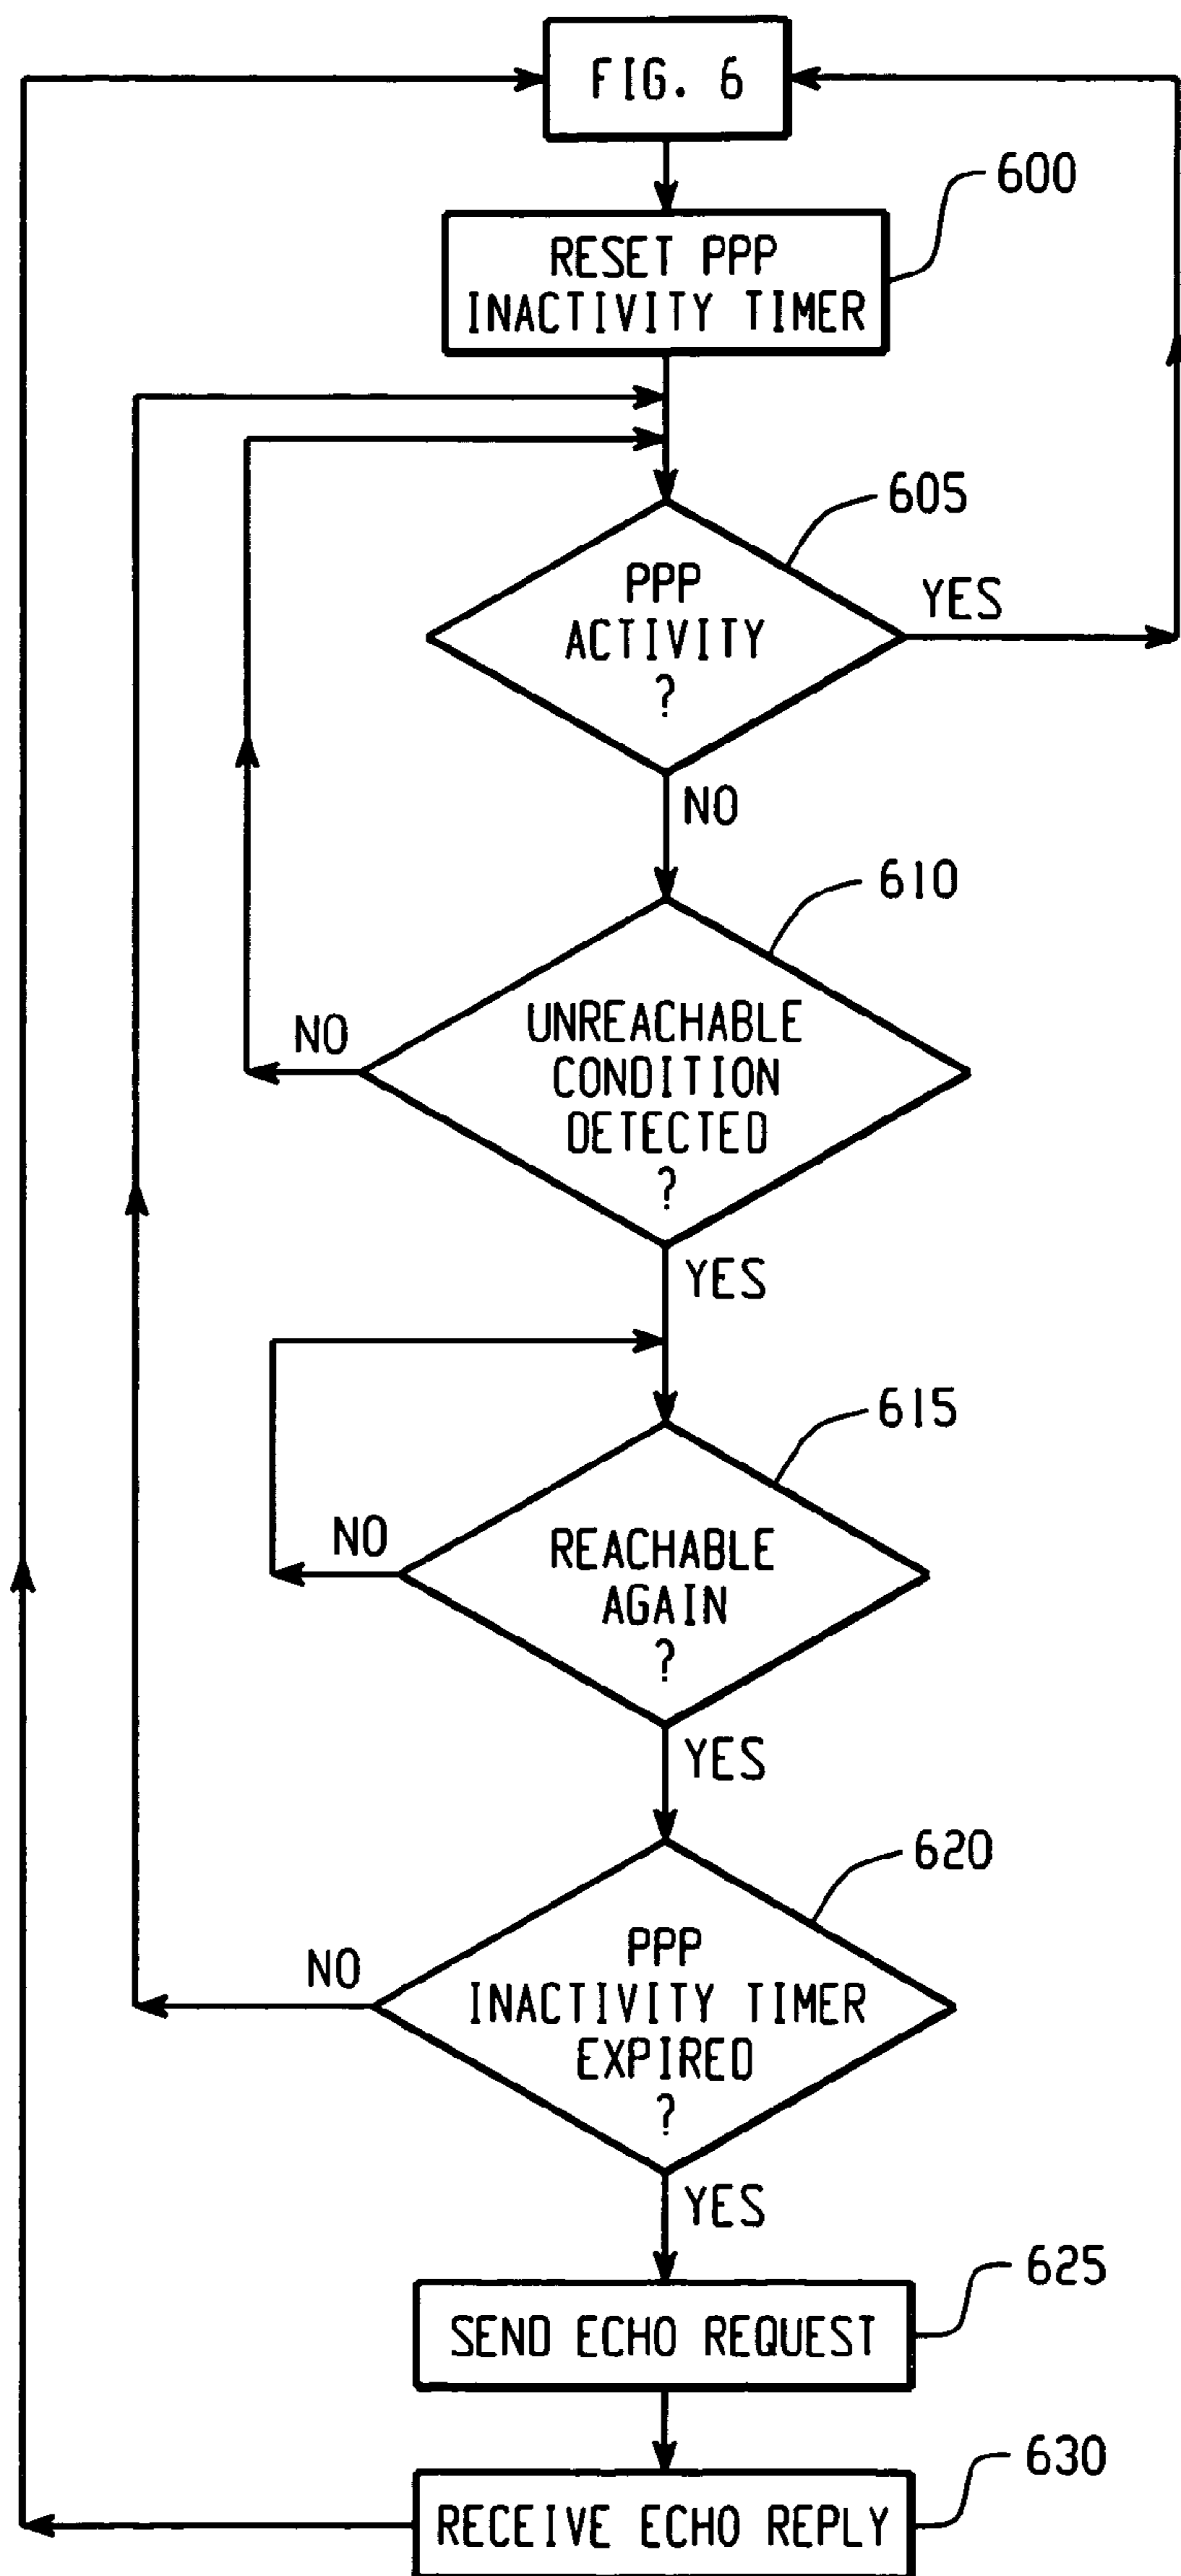 FIG. 6
600
RESET PPP
INACTIVITY TIMER
605
PPP
ACTIVITY
?
YES
NO
610
UNREACHABLE
CONDITION
DETECTED
?
NO
YES
615
REACHABLE
AGAIN
?
NO
YES
620
PPP
INACTIVITY TIMER
EXPIRED
?
NO
YES
625
SEND ECHO REQUEST
630
RECEIVE ECHO REPLY